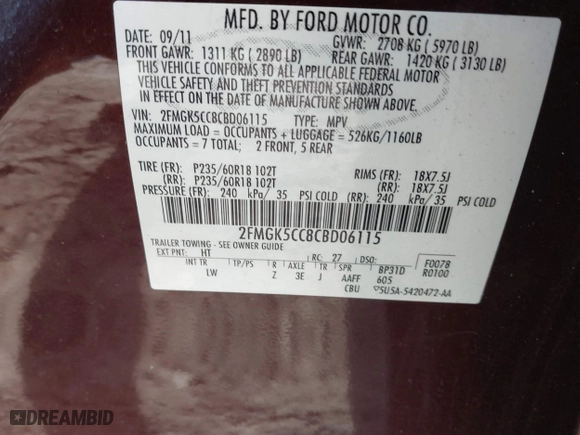 MFD. BY FORD MOTOR CO.
DATE: 09/11 GVWR: 2708 KG ( 5970 LB)
FRONT GAWR: 1311 KG ( 2890 LB) REAR GAWR: 1420 KG ( 3130 LB)
THIS VEHICLE CONFORMS TO ALL APPLICABLE FEDERAL MOTOR
VEHICLE SAFETY AND THEFT PREVENTION STANDARDS
IN EFFECT ON THE DATE OF MANUFACTURE SHOWN ABOVE.
VIN: 2FMGK5CC8CBD06115 TYPE: MPV
MAXIMUM LOAD = OCCUPANTS + LUGGAGE = 526KG/1160LB
OCCUPANTS = 7 TOTAL; 2 FRONT, 5 REAR
TIRE (FR): P235/60R18 102T RIMS (FR): 18X7.5J
(RR): P235/60R18 102T (RR): 18X7.5J
PRESSURE (FR): 240 kPa/ 35 PSI COLD (RR): 240 kPa/ 35 PSI COLD
2FMGK5CC8CBD06115
TRAILER TOWING - SEE OWNER GUIDE
EXT PNT: HT RC: 27 DSO: F0078
INT TR TP/PS R AXLE TR SPR BP31D R0100
LW Z 3E J AAFF 605
CBU 5U5A-5420472-AA
DREAMBID